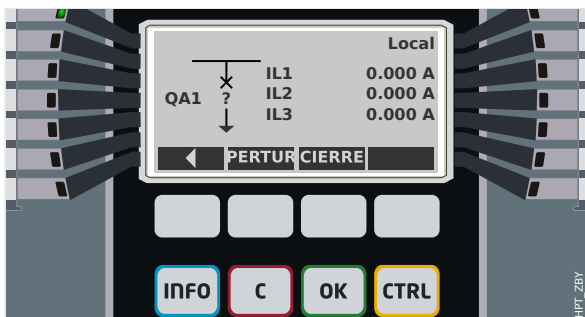 Local
IL1 0.000 A
QA1 ? IL2 0.000 A
IL3 0.000 A
PERTUR CIERRE
INFO C OK CTRL
HPT_ZBY